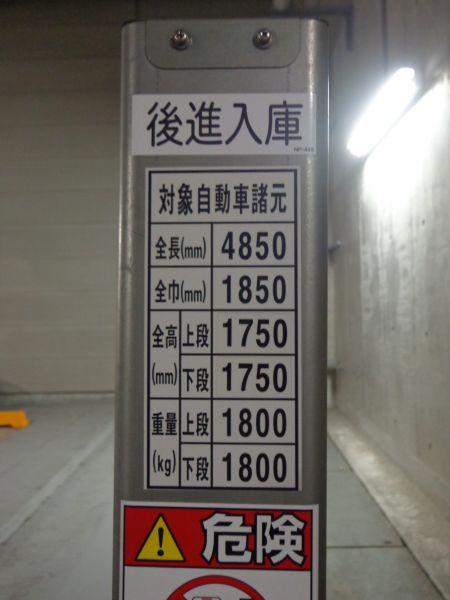 後進入庫
NP-446
対象自動車諸元
全長(mm) 4850
全巾(mm) 1850
全高(mm) 上段 1750
下段 1750
重量(kg) 上段 1800
下段 1800
危険